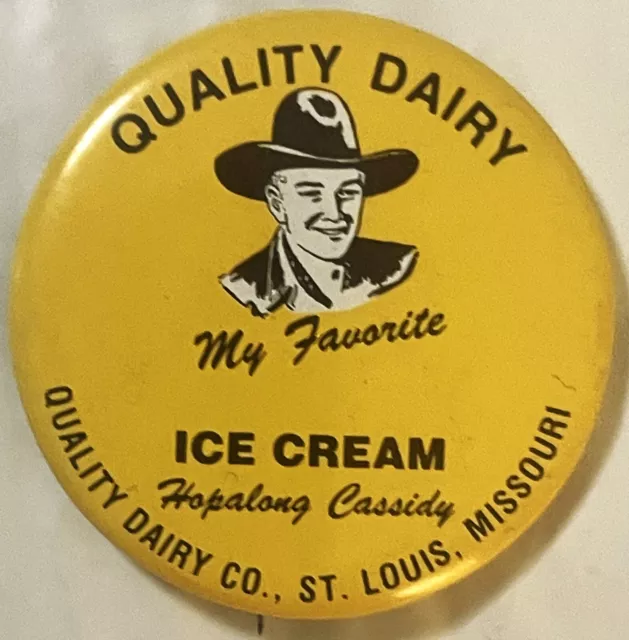 QUALITY DAIRY
My Favorite
ICE CREAM
Hopalong Cassidy
QUALITY DAIRY CO., ST. LOUIS, MISSOURI